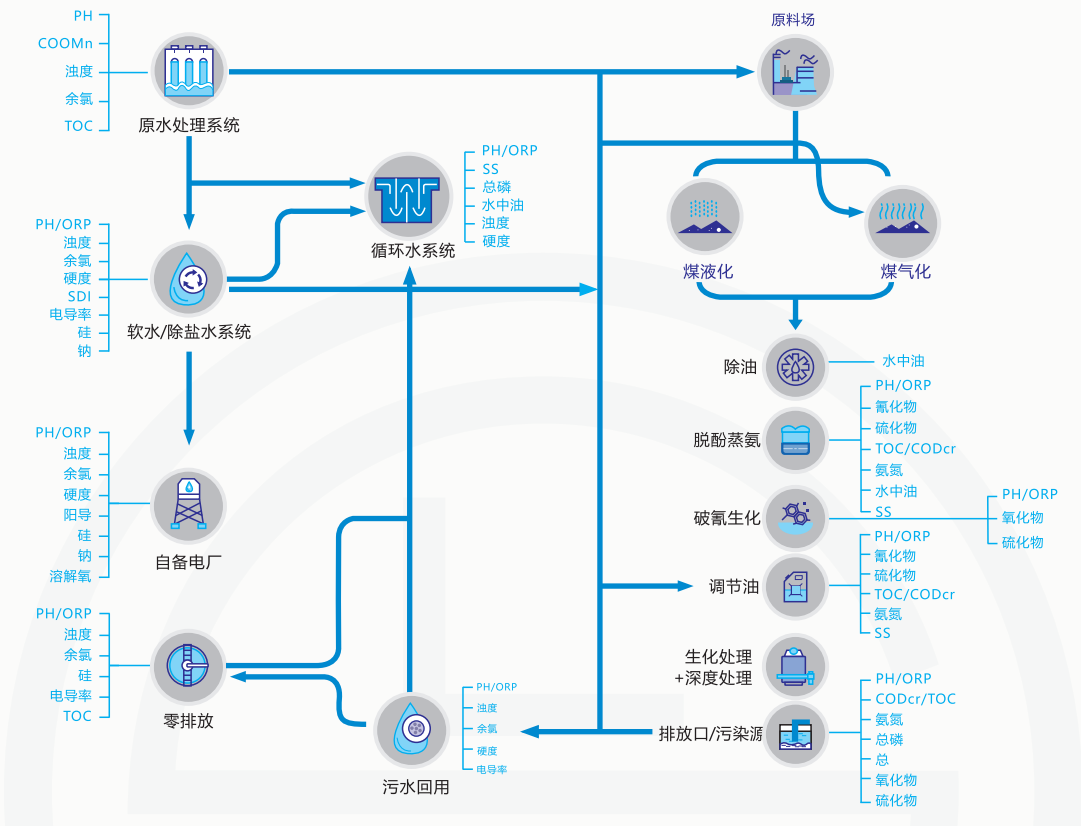 PH
COOMn
浊度
余氯
TOC
原水处理系统
原料场
PH/ORP
SS
总磷
水中油
浊度
硬度
循环水系统
PH/ORP
浊度
余氯
硬度
SDI
电导率
硅
钠
软水/除盐水系统
煤液化
煤气化
除油
水中油
脱酚蒸氨
PH/ORP
氰化物
硫化物
TOC/CODcr
氨氮
水中油
SS
PH/ORP
浊度
余氯
硬度
阳导
硅
钠
溶解氧
自备电厂
破氰生化
PH/ORP
氧化物
硫化物
调节油
PH/ORP
氰化物
硫化物
TOC/CODcr
氨氮
SS
PH/ORP
浊度
余氯
硅
电导率
TOC
零排放
生化处理
+深度处理
排放口/污染源
PH/ORP
CODcr/TOC
氨氮
总磷
总
氧化物
硫化物
PH/ORP
浊度
余氯
硬度
电导率
污水回用